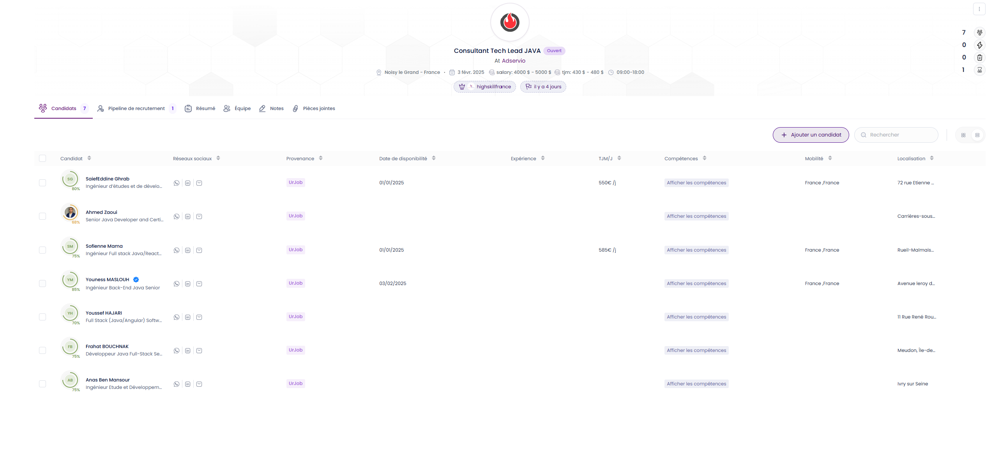 7
0
0
1
Consultant Tech Lead JAVA Ouvert
At Adservio
Noisy le Grand - France • 3 févr. 2025 salary: 4000 $ - 5000 $ tjm: 430 $ - 480 $ 09:00-18:00
highskillfrance il y a 4 jours
Candidats 7 Pipeline de recrutement 1 Résumé Équipe Notes Pièces jointes
+ Ajouter un candidat Rechercher
Candidat Réseaux sociaux Provenance Date de disponibilité Expérience TJM/J Compétences Mobilité Localisation
SG 80% SaiefEddine Ghrab
Ingénieur d'études et de dévelo... UrJob 01/01/2025 550€ /j Afficher les compétences France ,France 72 rue Etienne ...
68% Ahmed Zaoui
Senior Java Developer and Certi... UrJob Afficher les compétences Carrières-sous...
SM 75% Sofienne Mama
Ingénieur Full stack Java/React... UrJob 01/01/2025 585€ /j Afficher les compétences France ,France Rueil-Malmais...
YM 85% Youness MASLOUH
Ingénieur Back-End Java Senior UrJob 03/02/2025 Afficher les compétences France ,France Avenue leroy d...
YH 70% Youssef HAJARI
Full Stack (Java/Angular) Softw... UrJob Afficher les compétences 11 Rue René Rou...
FB 75% Frahat BOUCHNAK
Développeur Java Full-Stack Se... UrJob Afficher les compétences Meudon, Île-de...
AB 75% Anas Ben Mansour
Ingénieur Etude et Développem... UrJob Afficher les compétences Ivry sur Seine